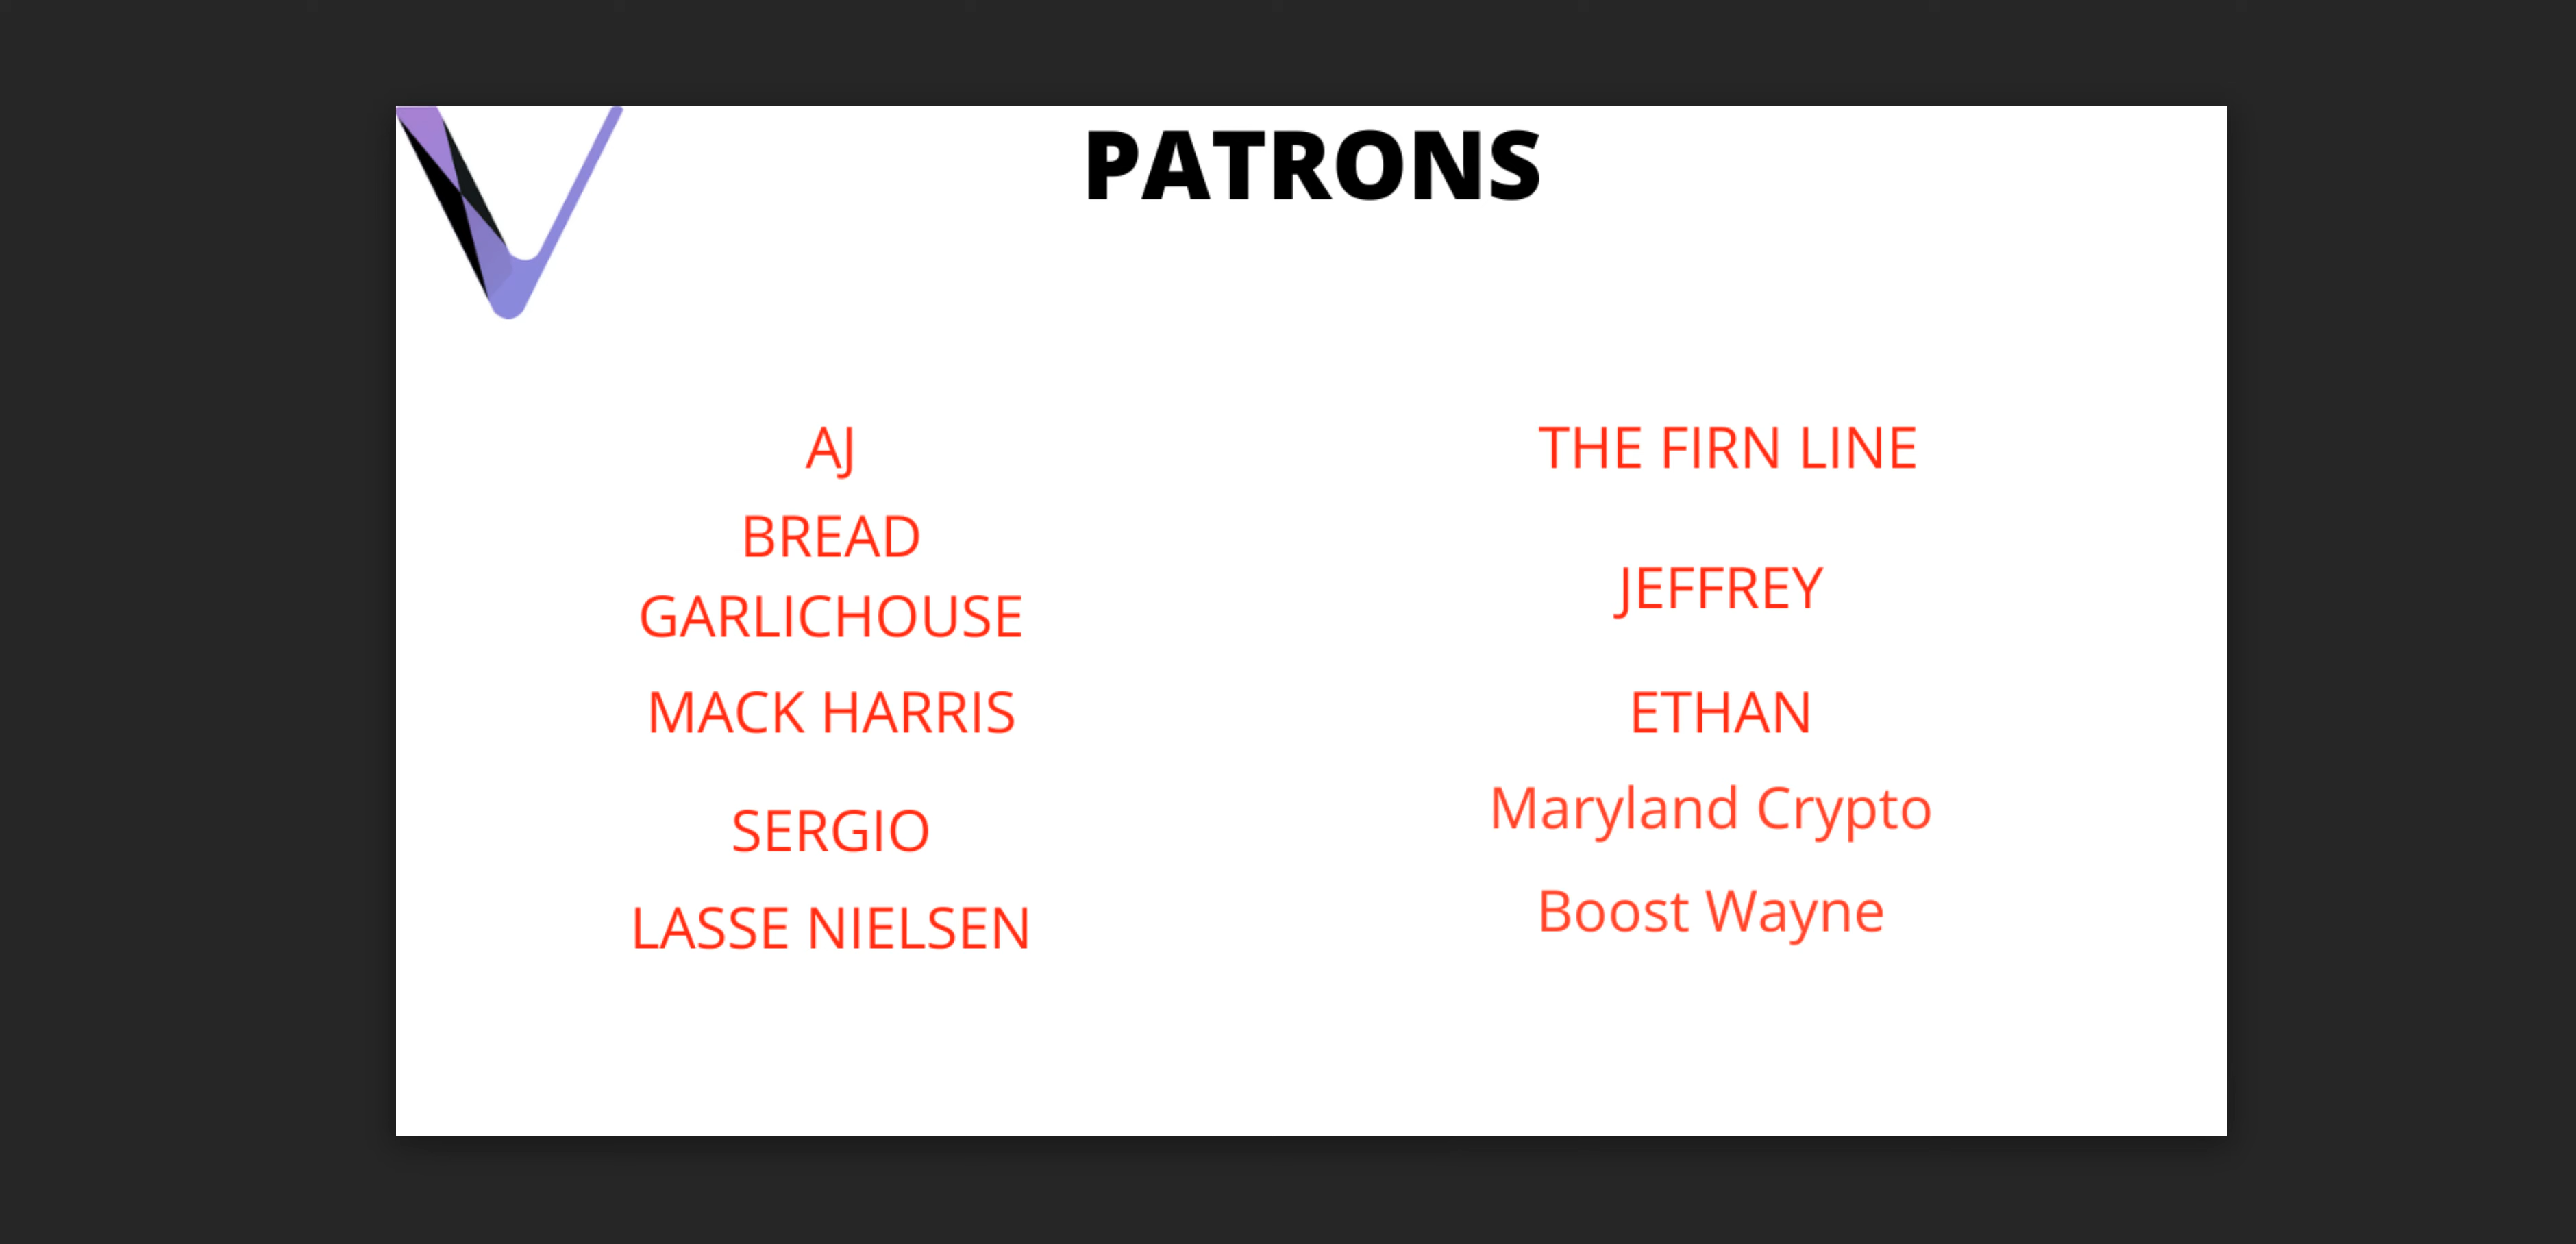 PATRONS
AJ
BREAD
GARLICHOUSE
MACK HARRIS
SERGIO
LASSE NIELSEN
THE FIRN LINE
JEFFREY
ETHAN
Maryland Crypto
Boost Wayne